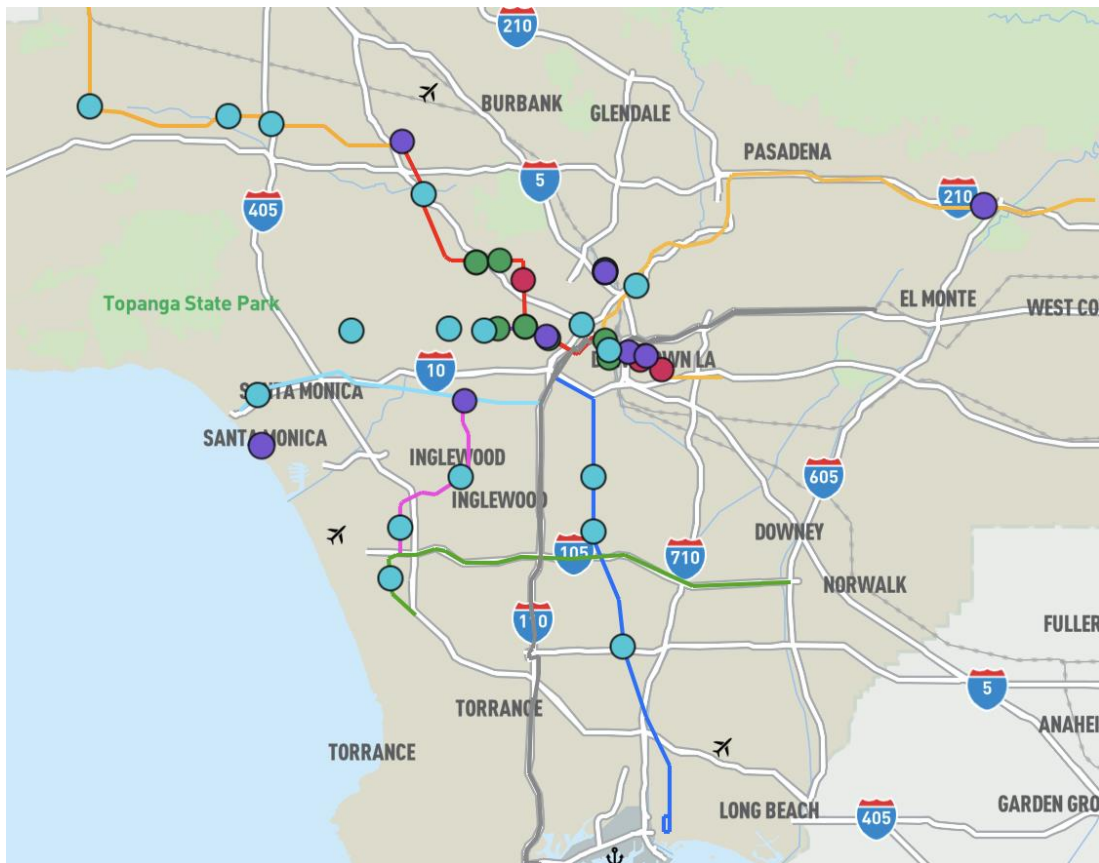 210
BURBANK
GLENDALE
PASADENA
5
210
405
Topanga State Park
EL MONTE
WEST CO
10
SANTA MONICA
SANTA MONICA
INGLEWOOD
INGLEWOOD
605
DOWNEY
105
710
NORWALK
110
FULLER
5
TORRANCE
ANAHEI
TORRANCE
LONG BEACH
405
GARDEN GRO